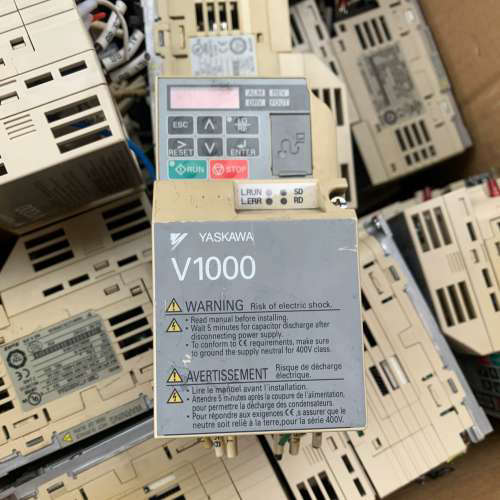 ALM REV
DRV FOUT
ESC
LO
RE
RESET
ENTER
RUN
STOP
L.RUN SD
L.ERR RD
YASKAWA
V1000
WARNING Risk of electric shock.
• Read manual before installing.
• Wait 5 minutes for capacitor discharge after
disconnecting power supply.
• To conform to CE requirements, make sure
to ground the supply neutral for 400V class.
AVERTISSEMENT Risque de décharge
électrique.
• Lire le manuel avant l'installation.
• Attendre 5 minutes après la coupure de l'alimentation,
pour permettre la décharge des condensateurs.
• Pour répondre aux exigences CE, s'assurer que le
neutre soit relié à la terre, pour la série 400V.